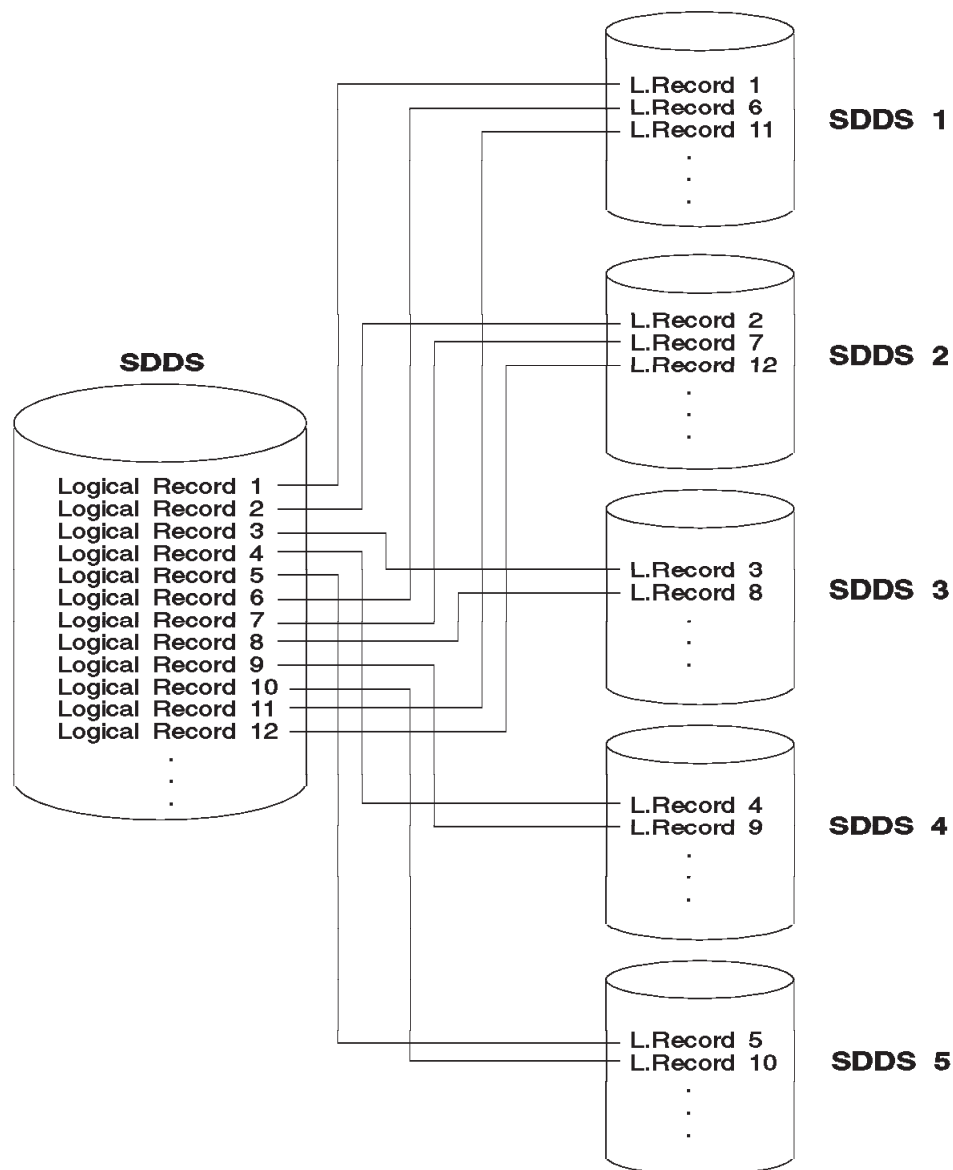 L.Record 1
L.Record 6
L.Record 11
.
.
.
SDDS 1
L.Record 2
L.Record 7
L.Record 12
.
.
.
SDDS 2
SDDS
Logical Record 1
Logical Record 2
Logical Record 3
Logical Record 4
Logical Record 5
Logical Record 6
Logical Record 7
Logical Record 8
Logical Record 9
Logical Record 10
Logical Record 11
Logical Record 12
.
.
.
L.Record 3
L.Record 8
.
.
.
SDDS 3
L.Record 4
L.Record 9
.
.
.
SDDS 4
L.Record 5
L.Record 10
.
.
.
SDDS 5